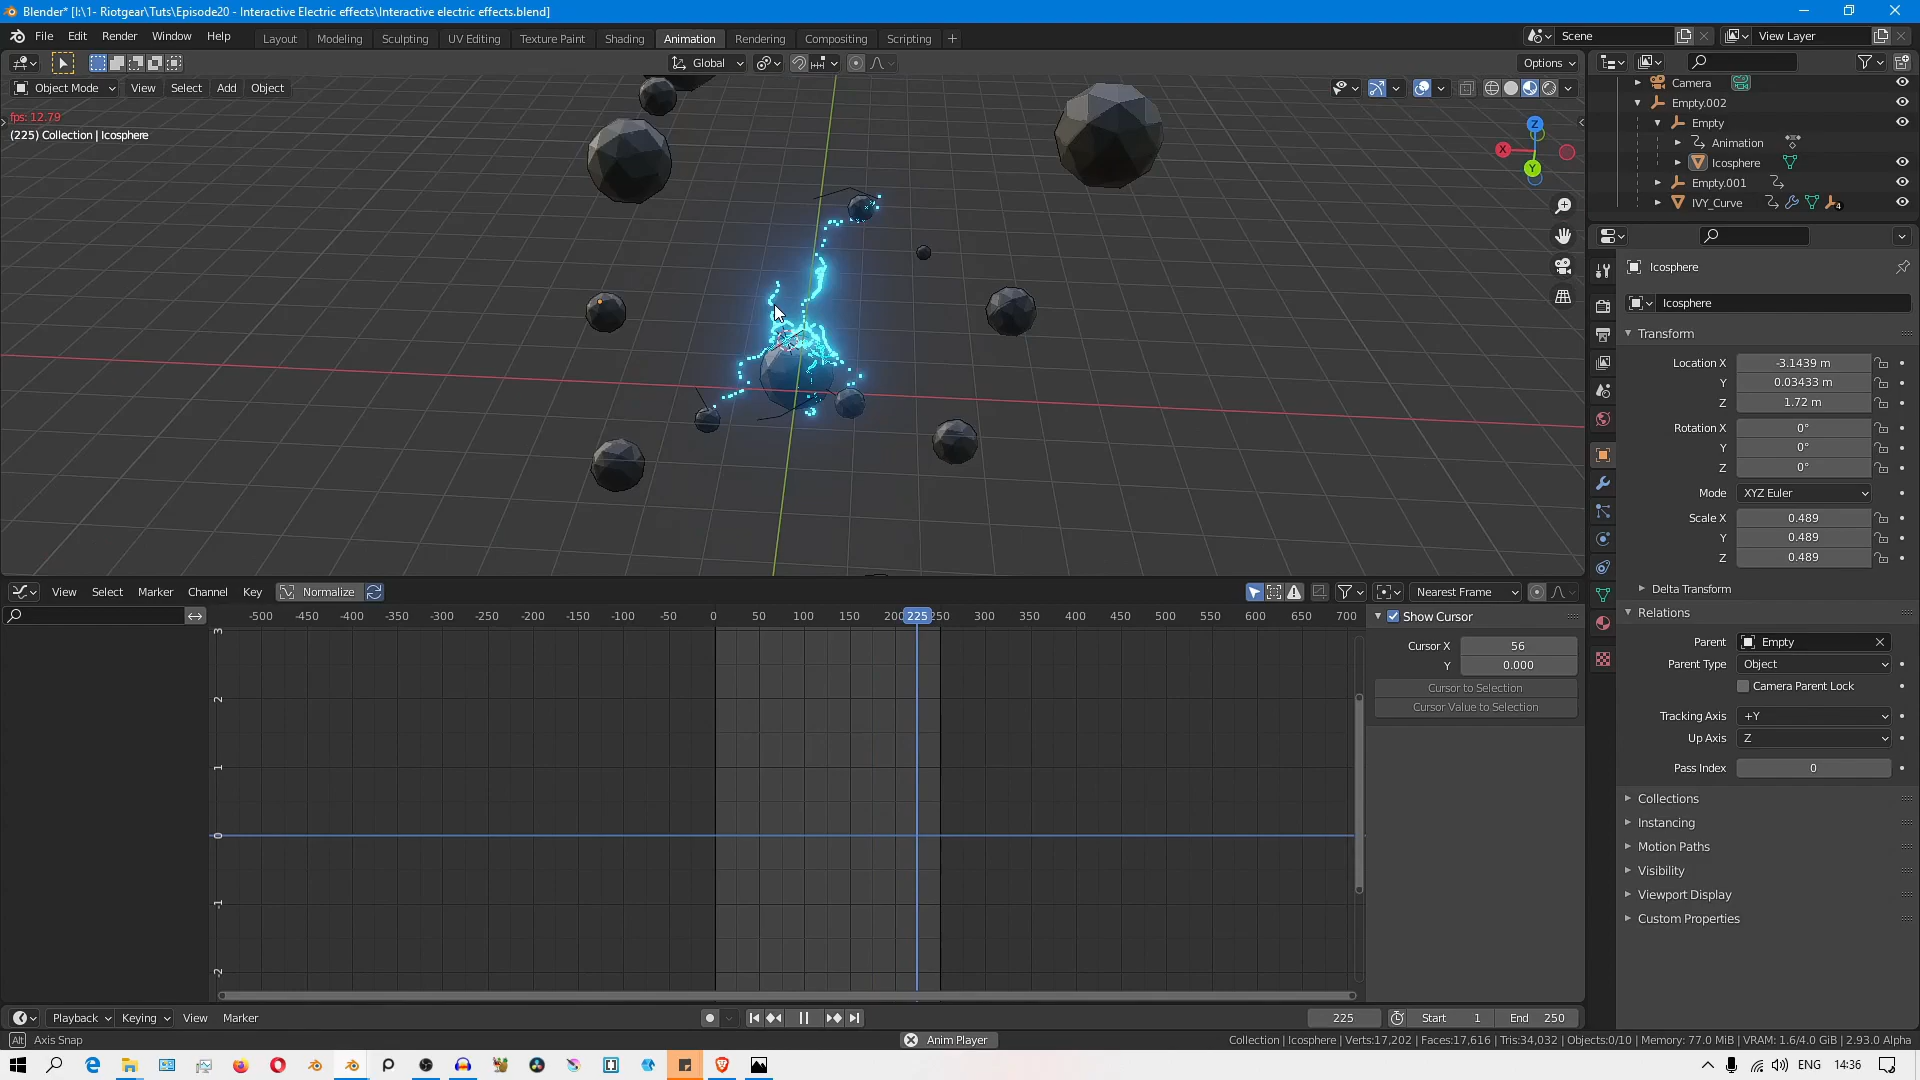 Blender* [I:\1- Riotgear\Tuts\Episode20 - Interactive Electric effects\Interactive electric effects.blend]
File Edit Render Window Help Layout Modeling Sculpting UV Editing Texture Paint Shading Animation Rendering Compositing Scripting + Scene View Layer
Global Options
Object Mode View Select Add Object
fps: 12.79
(225) Collection | Icosphere
X Y Z
Camera
Empty.002
Empty
Animation
Icosphere
Empty.001
IVY_Curve 4
Icosphere
Icosphere
Transform
Location X -3.1439 m
Y 0.03433 m
Z 1.72 m
Rotation X 0°
Y 0°
Z 0°
Mode XYZ Euler
Scale X 0.489
Y 0.489
Z 0.489
Delta Transform
Relations
Parent Empty
Parent Type Object
Camera Parent Lock
Tracking Axis +Y
Up Axis Z
Pass Index 0
Collections
Instancing
Motion Paths
Visibility
Viewport Display
Custom Properties
View Select Marker Channel Key Normalize Nearest Frame
-500 -450 -400 -350 -300 -250 -200 -150 -100 -50 0 50 100 150 200 225 250 300 350 400 450 500 550 600 650 700
3
2
1
0
-1
-2
Show Cursor
Cursor X 56
Y 0.000
Cursor to Selection
Cursor Value to Selection
Playback Keying View Marker 225 Start 1 End 250
Alt Axis Snap Anim Player Collection | Icosphere | Verts:17,202 | Faces:17,616 | Tris:34,032 | Objects:0/10 | Memory: 77.0 MiB | VRAM: 1.6/4.0 GiB | 2.93.0 Alpha
ENG 14:36